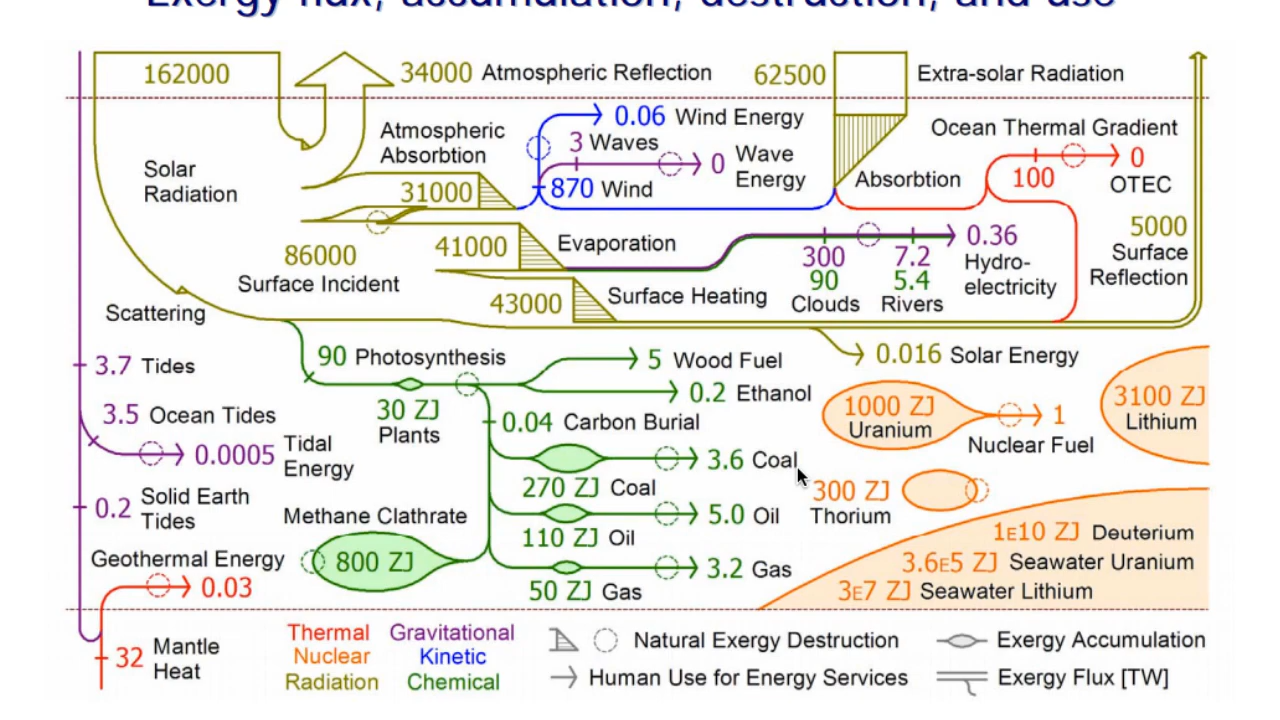 Exergy flux, accumulation, destruction, and use
162000
34000 Atmospheric Reflection
62500
Extra-solar Radiation
0.06 Wind Energy
Atmospheric
Absorbtion
3 Waves
0 Wave
Energy
Ocean Thermal Gradient
0
OTEC
100
Solar
Radiation
31000
870 Wind
Absorbtion
86000
Surface Incident
41000
Evaporation
300
90
Clouds
7.2
5.4
Rivers
0.36
Hydro-
electricity
5000
Surface
Reflection
43000
Surface Heating
Scattering
90 Photosynthesis
5 Wood Fuel
0.016 Solar Energy
3.7 Tides
0.2 Ethanol
30 ZJ
Plants
1000 ZJ
Uranium
1
Nuclear Fuel
3100 ZJ
Lithium
3.5 Ocean Tides
0.04 Carbon Burial
0.0005 Tidal
Energy
3.6 Coal
270 ZJ Coal
300 ZJ
Thorium
0.2 Solid Earth
Tides
Methane Clathrate
5.0 Oil
110 ZJ Oil
1E10 ZJ Deuterium
Geothermal Energy
800 ZJ
3.2 Gas
3.6E5 ZJ Seawater Uranium
0.03
50 ZJ Gas
3E7 ZJ Seawater Lithium
32 Mantle
Heat
Thermal
Nuclear
Radiation
Gravitational
Kinetic
Chemical
Natural Exergy Destruction
Exergy Accumulation
Human Use for Energy Services
Exergy Flux [TW]